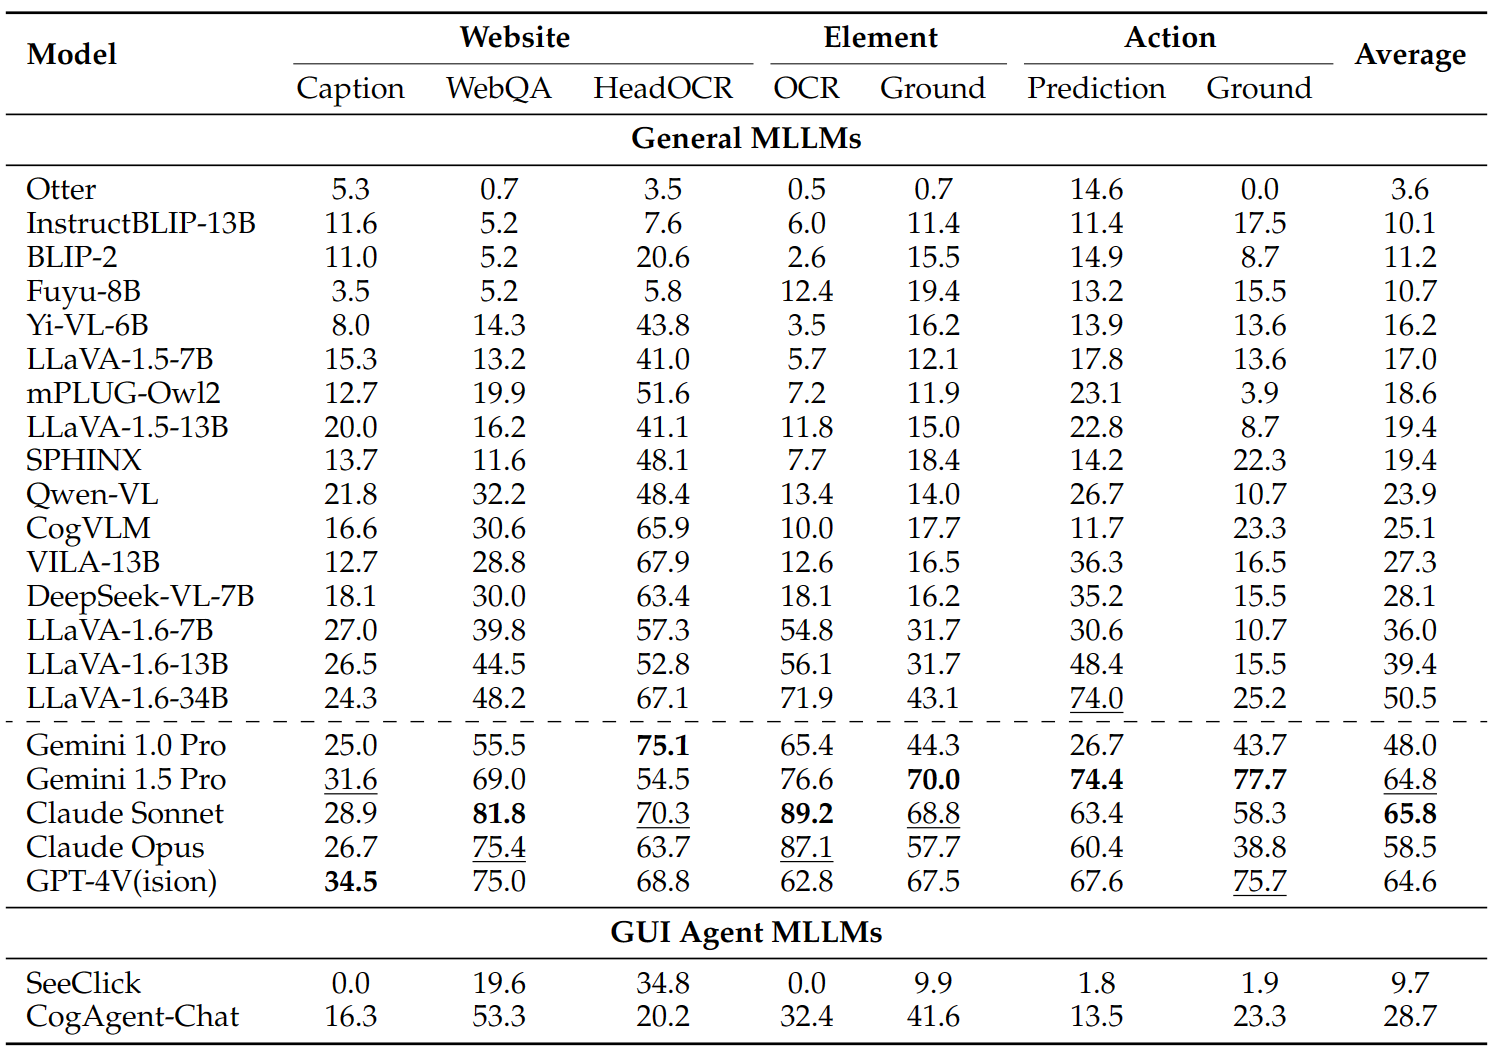 Model Website Element Action Average
Caption WebQA HeadOCR OCR Ground Prediction Ground
General MLLMs
Otter 5.3 0.7 3.5 0.5 0.7 14.6 0.0 3.6
InstructBLIP-13B 11.6 5.2 7.6 6.0 11.4 11.4 17.5 10.1
BLIP-2 11.0 5.2 20.6 2.6 15.5 14.9 8.7 11.2
Fuyu-8B 3.5 5.2 5.8 12.4 19.4 13.2 15.5 10.7
Yi-VL-6B 8.0 14.3 43.8 3.5 16.2 13.9 13.6 16.2
LLaVA-1.5-7B 15.3 13.2 41.0 5.7 12.1 17.8 13.6 17.0
mPLUG-Owl2 12.7 19.9 51.6 7.2 11.9 23.1 3.9 18.6
LLaVA-1.5-13B 20.0 16.2 41.1 11.8 15.0 22.8 8.7 19.4
SPHINX 13.7 11.6 48.1 7.7 18.4 14.2 22.3 19.4
Qwen-VL 21.8 32.2 48.4 13.4 14.0 26.7 10.7 23.9
CogVLM 16.6 30.6 65.9 10.0 17.7 11.7 23.3 25.1
VILA-13B 12.7 28.8 67.9 12.6 16.5 36.3 16.5 27.3
DeepSeek-VL-7B 18.1 30.0 63.4 18.1 16.2 35.2 15.5 28.1
LLaVA-1.6-7B 27.0 39.8 57.3 54.8 31.7 30.6 10.7 36.0
LLaVA-1.6-13B 26.5 44.5 52.8 56.1 31.7 48.4 15.5 39.4
LLaVA-1.6-34B 24.3 48.2 67.1 71.9 43.1 74.0 25.2 50.5
Gemini 1.0 Pro 25.0 55.5 75.1 65.4 44.3 26.7 43.7 48.0
Gemini 1.5 Pro 31.6 69.0 54.5 76.6 70.0 74.4 77.7 64.8
Claude Sonnet 28.9 81.8 70.3 89.2 68.8 63.4 58.3 65.8
Claude Opus 26.7 75.4 63.7 87.1 57.7 60.4 38.8 58.5
GPT-4V(ision) 34.5 75.0 68.8 62.8 67.5 67.6 75.7 64.6
GUI Agent MLLMs
SeeClick 0.0 19.6 34.8 0.0 9.9 1.8 1.9 9.7
CogAgent-Chat 16.3 53.3 20.2 32.4 41.6 13.5 23.3 28.7